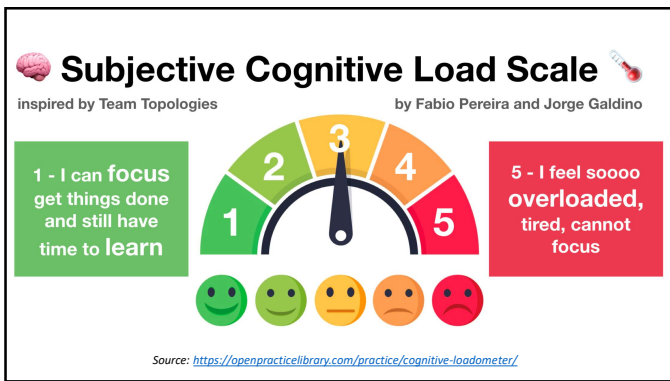 Subjective Cognitive Load Scale
inspired by Team Topologies
by Fabio Pereira and Jorge Galdino
1 - I can focus
get things done
and still have
time to learn
1
2
3
4
5
5 - I feel soooo
overloaded,
tired, cannot
focus
Source: https://openpracticelibrary.com/practice/cognitive-loadometer/